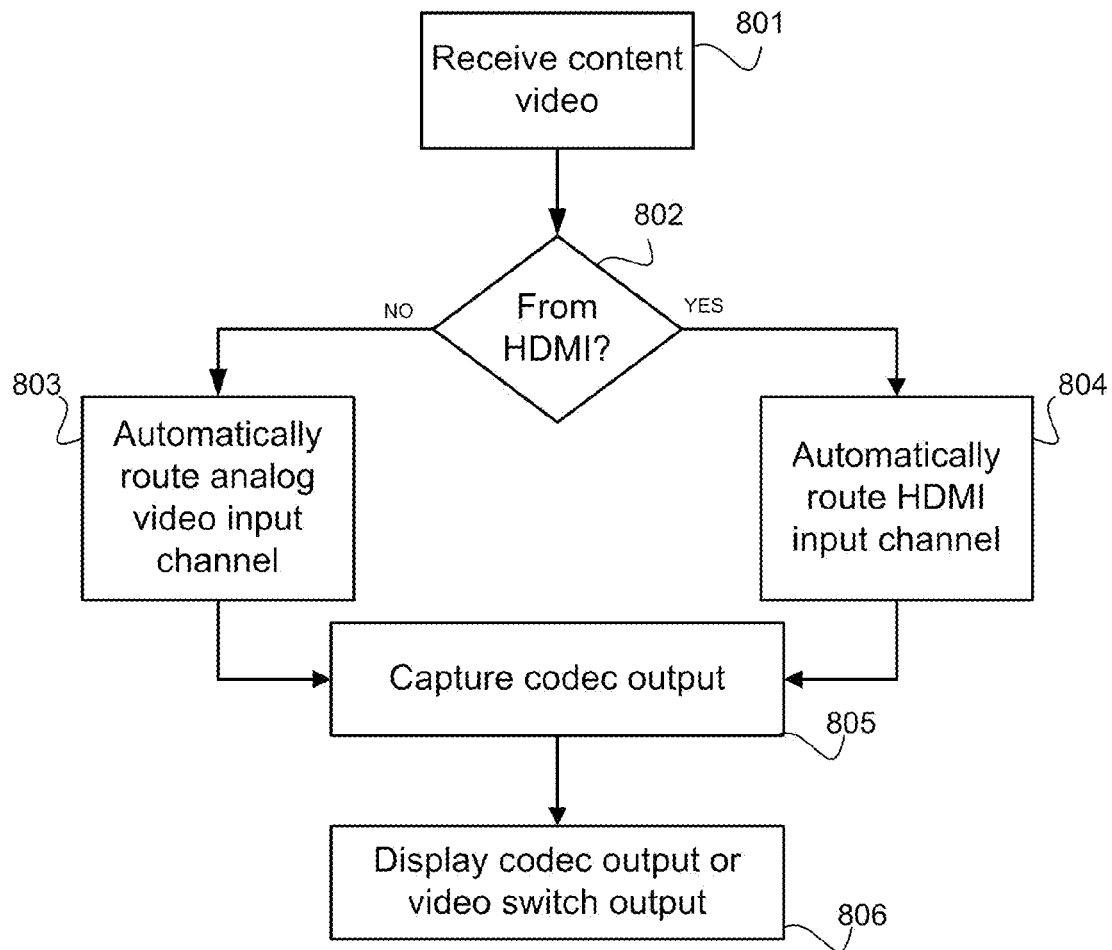 801
Receive content
video
802
From
HDMI?
NO
YES
803
Automatically
route analog
video input
channel
804
Automatically
route HDMI
input channel
Capture codec output
805
Display codec output or
video switch output
806